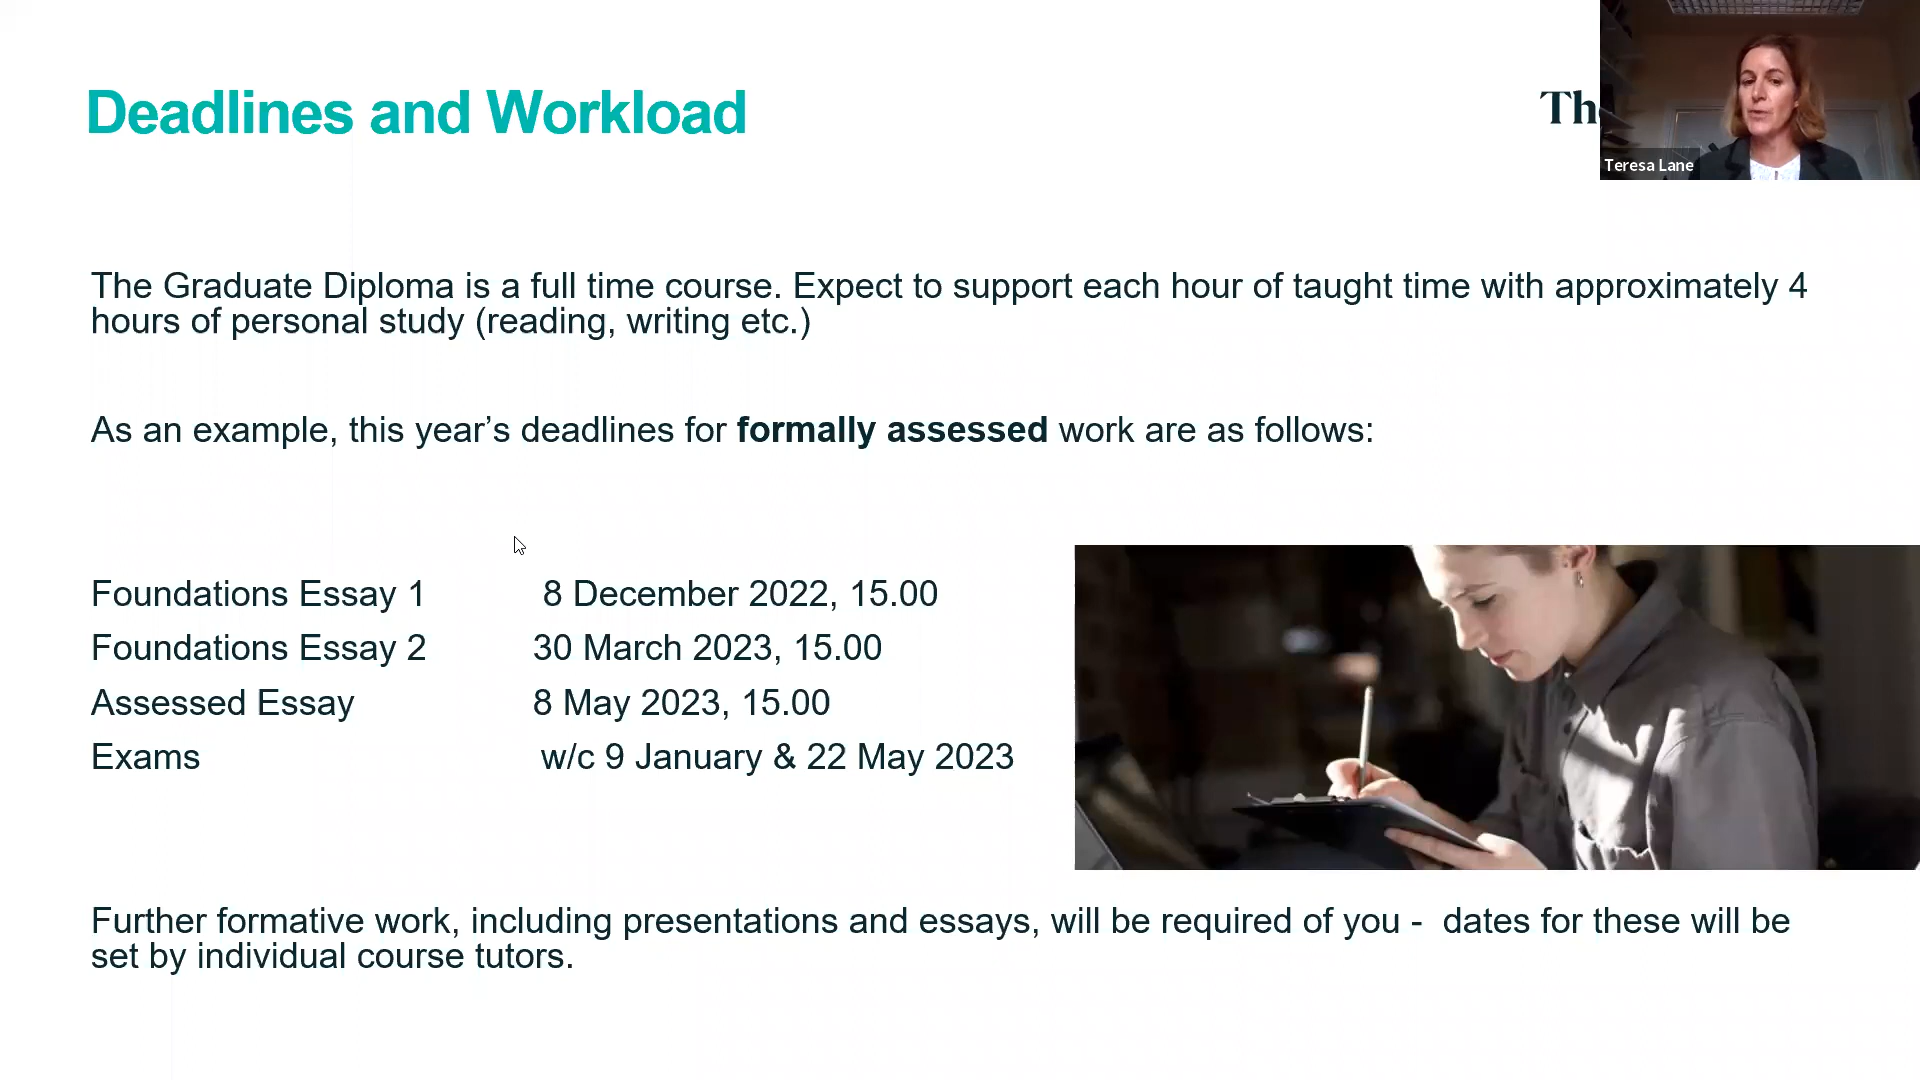 Deadlines and Workload
Teresa Lane
The Graduate Diploma is a full time course. Expect to support each hour of taught time with approximately 4
hours of personal study (reading, writing etc.)
As an example, this year’s deadlines for formally assessed work are as follows:
Foundations Essay 1 8 December 2022, 15.00
Foundations Essay 2 30 March 2023, 15.00
Assessed Essay 8 May 2023, 15.00
Exams w/c 9 January & 22 May 2023
Further formative work, including presentations and essays, will be required of you - dates for these will be
set by individual course tutors.